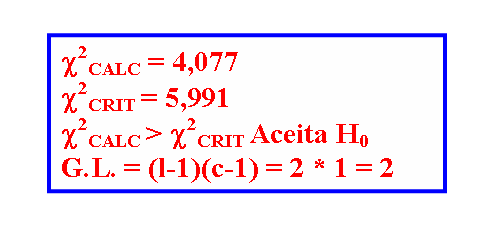 χ²CALC = 4,077
χ²CRIT = 5,991
χ²CALC > χ²CRIT Aceita H₀
G.L. = (l-1)(c-1) = 2 * 1 = 2